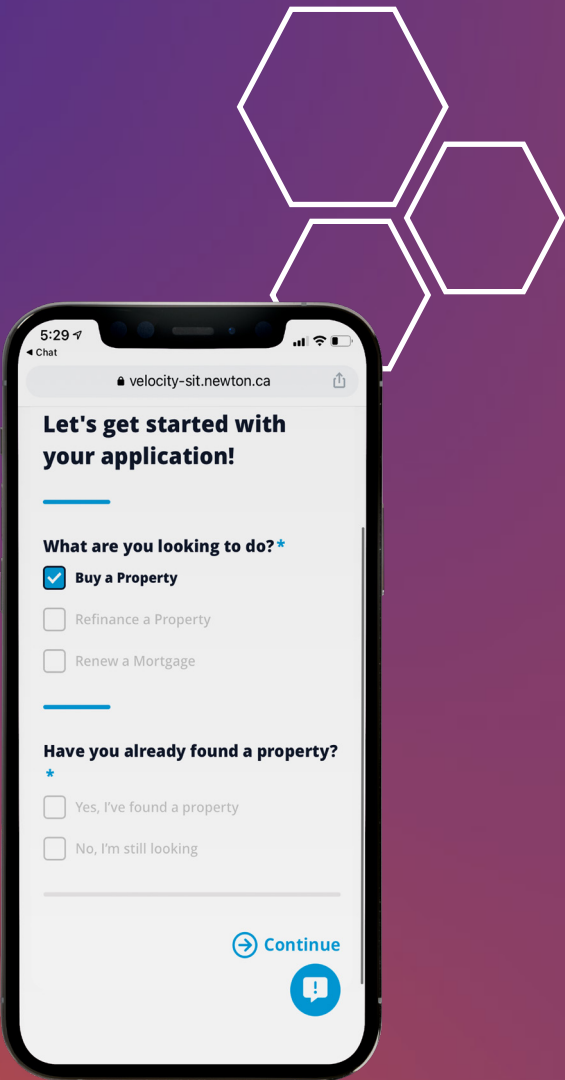 5:29
Chat
velocity-sit.newton.ca
Let's get started with
your application!
What are you looking to do?*
Buy a Property
Refinance a Property
Renew a Mortgage
Have you already found a property?
*
Yes, I've found a property
No, I'm still looking
Continue